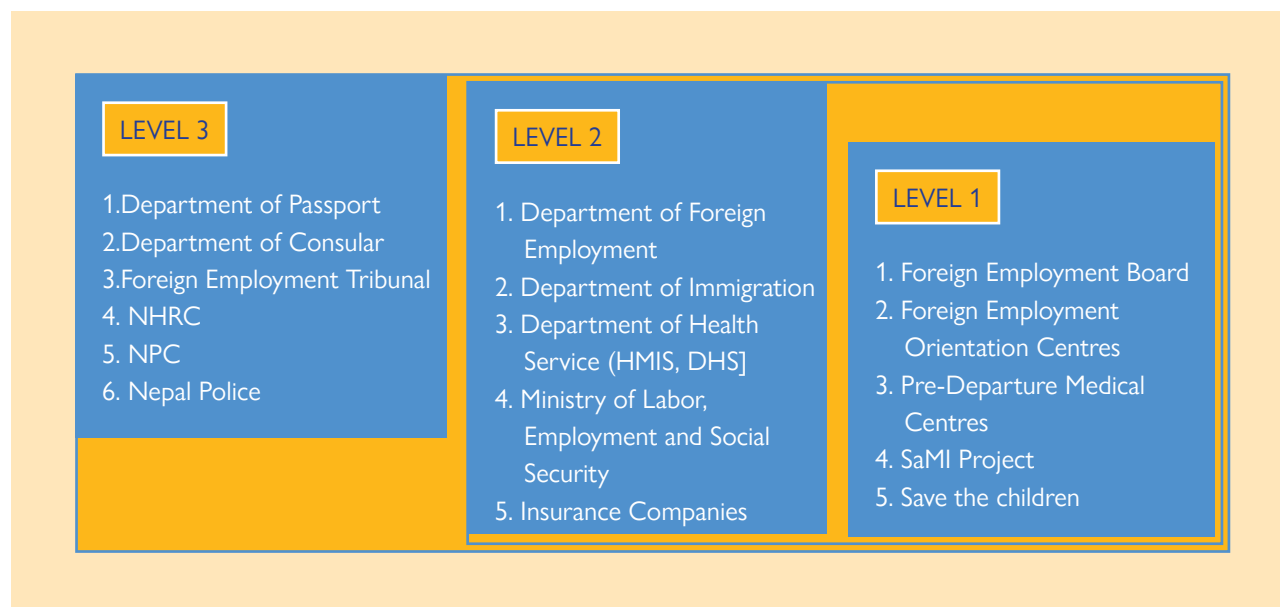 LEVEL 3
1.Department of Passport
2.Department of Consular
3.Foreign Employment Tribunal
4. NHRC
5. NPC
6. Nepal Police
LEVEL 2
1. Department of Foreign
Employment
2. Department of Immigration
3. Department of Health
Service (HMIS, DHS]
4. Ministry of Labor,
Employment and Social
Security
5. Insurance Companies
LEVEL 1
1. Foreign Employment Board
2. Foreign Employment
Orientation Centres
3. Pre-Departure Medical
Centres
4. SaMI Project
5. Save the children